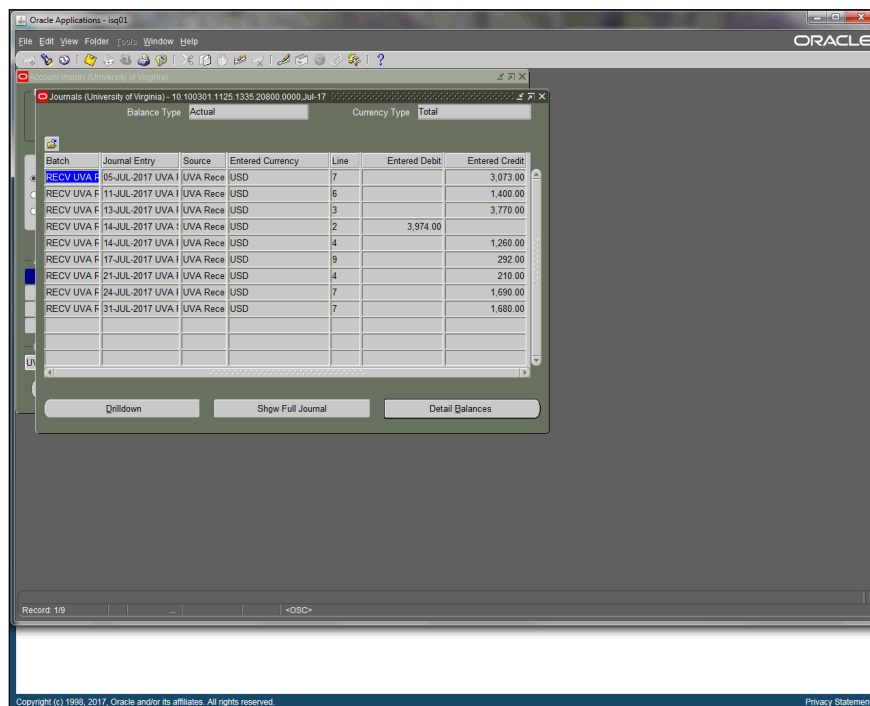 Oracle Applications - isq01
File Edit View Folder Tools Window Help
ORACLE
Account Inquiry (University of Virginia)
Journals (University of Virginia) - 10.100301.1125.1335.20800.0000,Jul-17
Balance Type Actual Currency Type Total
Batch Journal Entry Source Entered Currency Line Entered Debit Entered Credit
RECV UVA R 05-JUL-2017 UVA UVA Rece USD 7 3,073.00
RECV UVA R 11-JUL-2017 UVA UVA Rece USD 6 1,400.00
RECV UVA R 13-JUL-2017 UVA UVA Rece USD 3 3,770.00
RECV UVA R 14-JUL-2017 UVA UVA Rece USD 2 3,974.00
RECV UVA R 14-JUL-2017 UVA UVA Rece USD 4 1,260.00
RECV UVA R 17-JUL-2017 UVA UVA Rece USD 9 292.00
RECV UVA R 21-JUL-2017 UVA UVA Rece USD 4 210.00
RECV UVA R 24-JUL-2017 UVA UVA Rece USD 7 1,690.00
RECV UVA R 31-JUL-2017 UVA UVA Rece USD 7 1,680.00
Drilldown Show Full Journal Detail Balances
Record: 1/9 ... <OSC>
Copyright (c) 1998, 2017, Oracle and/or its affiliates. All rights reserved. Privacy Statement